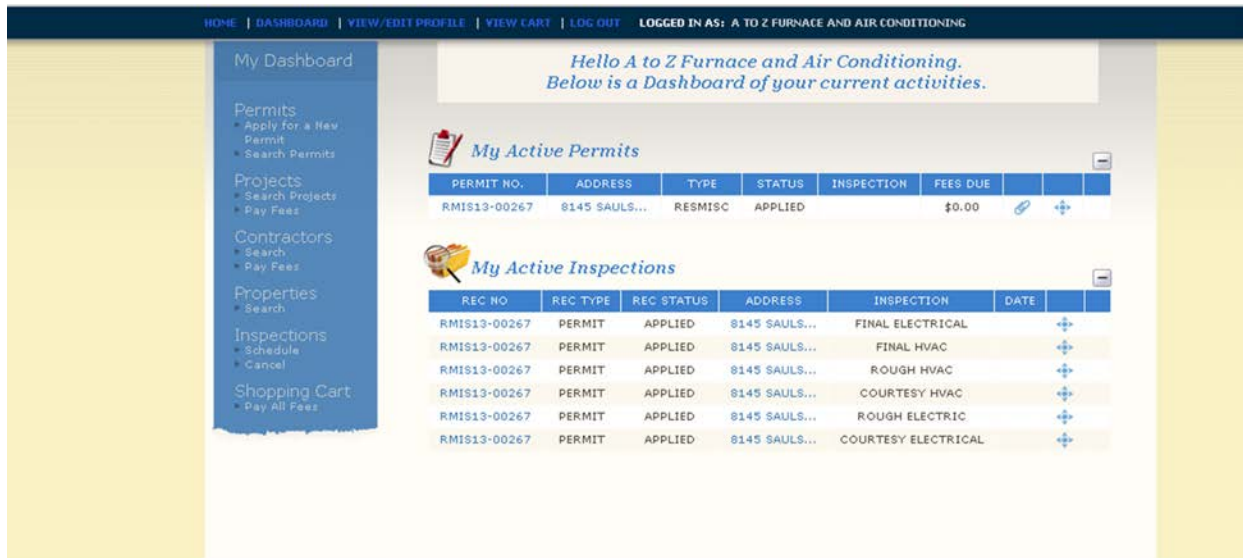 HOME | DASHBOARD | VIEW/EDIT PROFILE | VIEW CART | LOG OUT LOGGED IN AS: A TO Z FURNACE AND AIR CONDITIONING
My Dashboard
Permits
Apply for a New
Permit
Search Permits
Projects
Search Projects
Pay Fees
Contractors
Search
Pay Fees
Properties
Search
Inspections
Schedule
Cancel
Shopping Cart
Pay All Fees
Hello A to Z Furnace and Air Conditioning.
Below is a Dashboard of your current activities.
My Active Permits
PERMIT NO. ADDRESS TYPE STATUS INSPECTION FEES DUE
RMIS13-00267 8145 SAULS... RESMISC APPLIED $0.00
My Active Inspections
REC NO REC TYPE REC STATUS ADDRESS INSPECTION DATE
RMIS13-00267 PERMIT APPLIED 8145 SAULS... FINAL ELECTRICAL
RMIS13-00267 PERMIT APPLIED 8145 SAULS... FINAL HVAC
RMIS13-00267 PERMIT APPLIED 8145 SAULS... ROUGH HVAC
RMIS13-00267 PERMIT APPLIED 8145 SAULS... COURTESY HVAC
RMIS13-00267 PERMIT APPLIED 8145 SAULS... ROUGH ELECTRIC
RMIS13-00267 PERMIT APPLIED 8145 SAULS... COURTESY ELECTRICAL